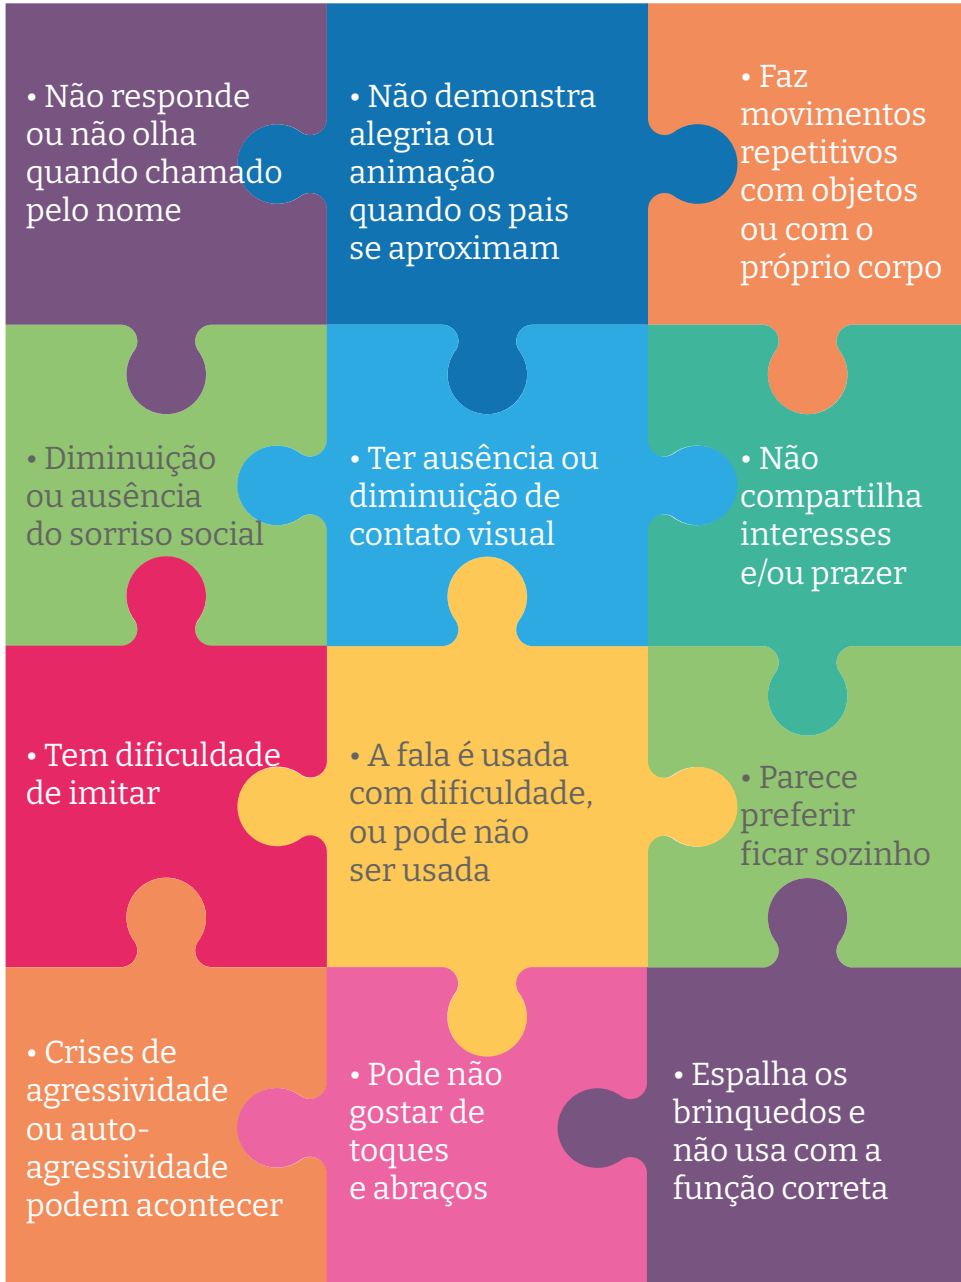 • Não responde
ou não olha
quando chamado
pelo nome
• Não demonstra
alegria ou
animação
quando os pais
se aproximam
• Faz
movimentos
repetitivos
com objetos
ou com o
próprio corpo
• Diminuição
ou ausência
do sorriso social
• Ter ausência ou
diminuição de
contato visual
• Não
compartilha
interesses
e/ou prazer
• Tem dificuldade
de imitar
• A fala é usada
com dificuldade,
ou pode não
ser usada
• Parece
preferir
ficar sozinho
• Crises de
agressividade
ou auto-
agressividade
podem acontecer
• Pode não
gostar de
toques
e abraços
• Espalha os
brinquedos e
não usa com a
função correta